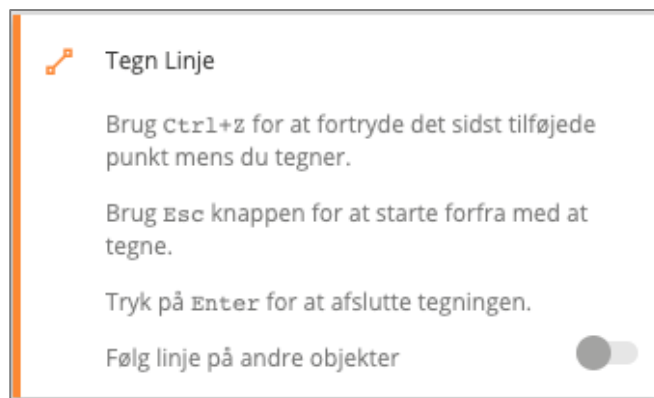 Tegn Linje
Brug Ctrl+Z for at fortryde det sidst tilføjede
punkt mens du tegner.
Brug Esc knappen for at starte forfra med at
tegne.
Tryk på Enter for at afslutte tegningen.
Følg linje på andre objekter